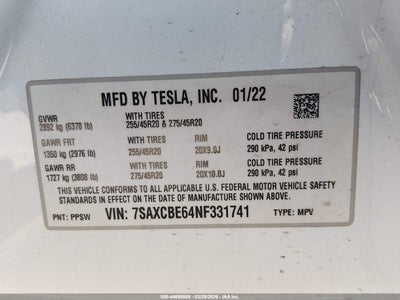 MFD BY TESLA, INC. 01/22
GVWR WITH TIRES
2892 kg (6378 lb) 255/45R20 & 275/45R20
GAWR FRT WITH TIRES RIM COLD TIRE PRESSURE
1350 kg (2976 lb) 255/45R20 20X9.0J 290 kPa, 42 psi
GAWR RR WITH TIRES RIM COLD TIRE PRESSURE
1727 kg (3808 lb) 275/45R20 20X10.0J 290 kPa, 42 psi
THIS VEHICLE CONFORMS TO ALL APPLICABLE U.S. FEDERAL MOTOR VEHICLE SAFETY
STANDARDS IN EFFECT ON THE DATE OF MANUFACTURE SHOWN ABOVE.
PNT: PPSW VIN: 7SAXCBE64NF331741 TYPE: MPV